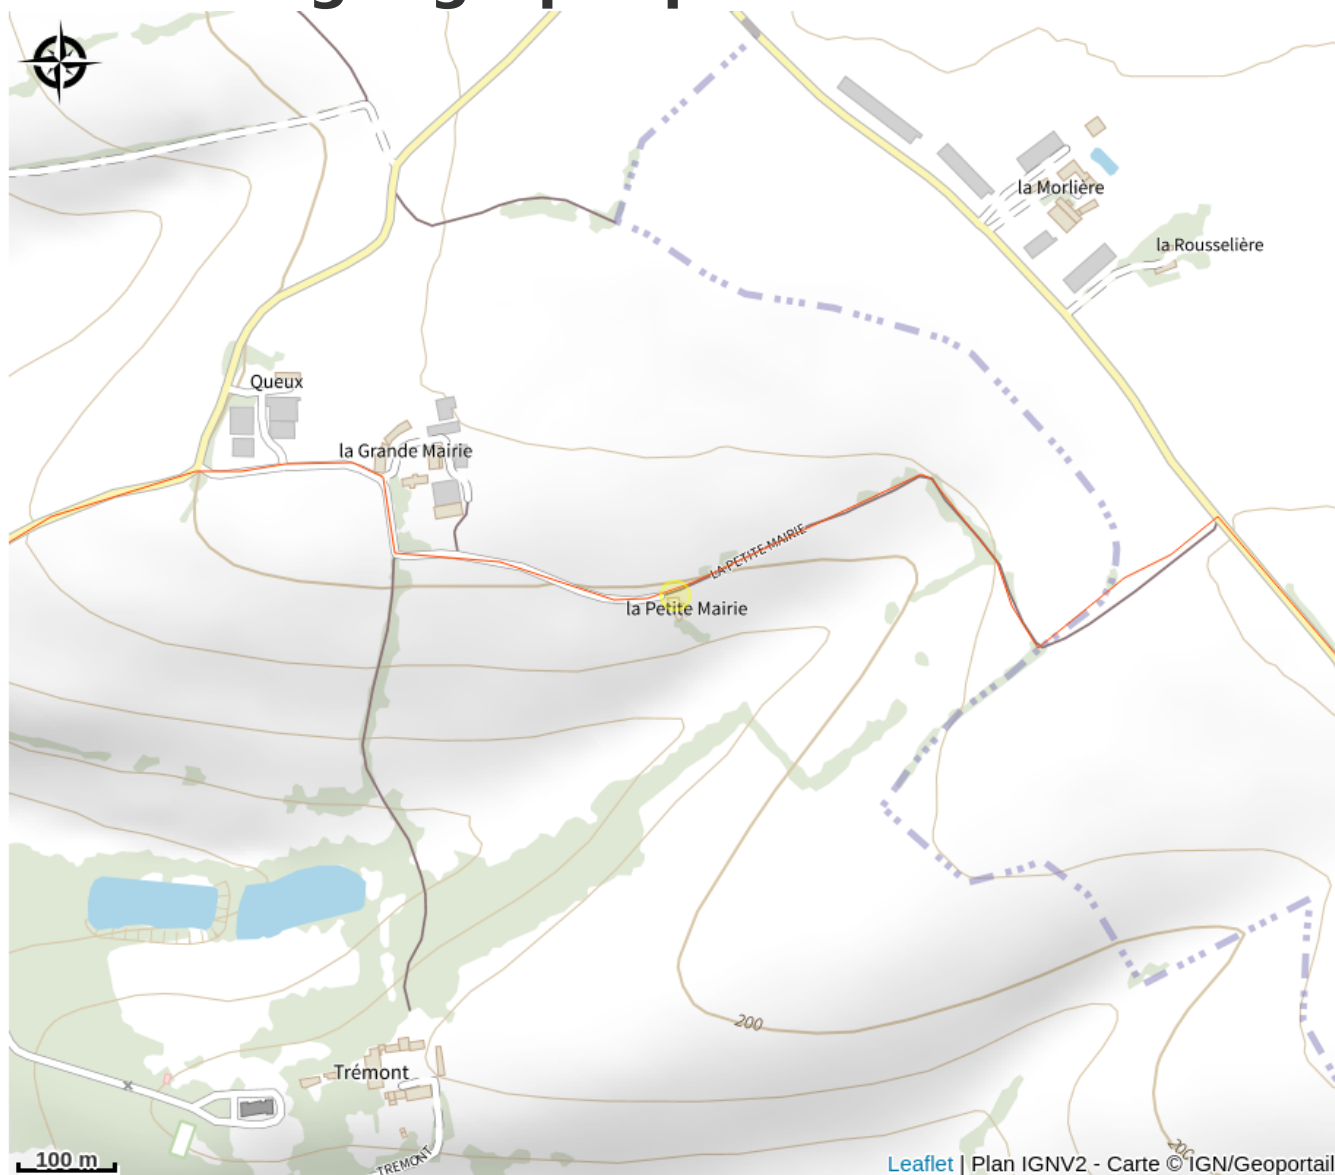 la Morlière
la Rousselière
Queux
la Grande Mairie
LA PETITE MAIRIE
la Petite Mairie
200
Trémont
100 m
TREMONT
200
Leaflet | Plan IGNV2 - Carte © IGN/Geoportail